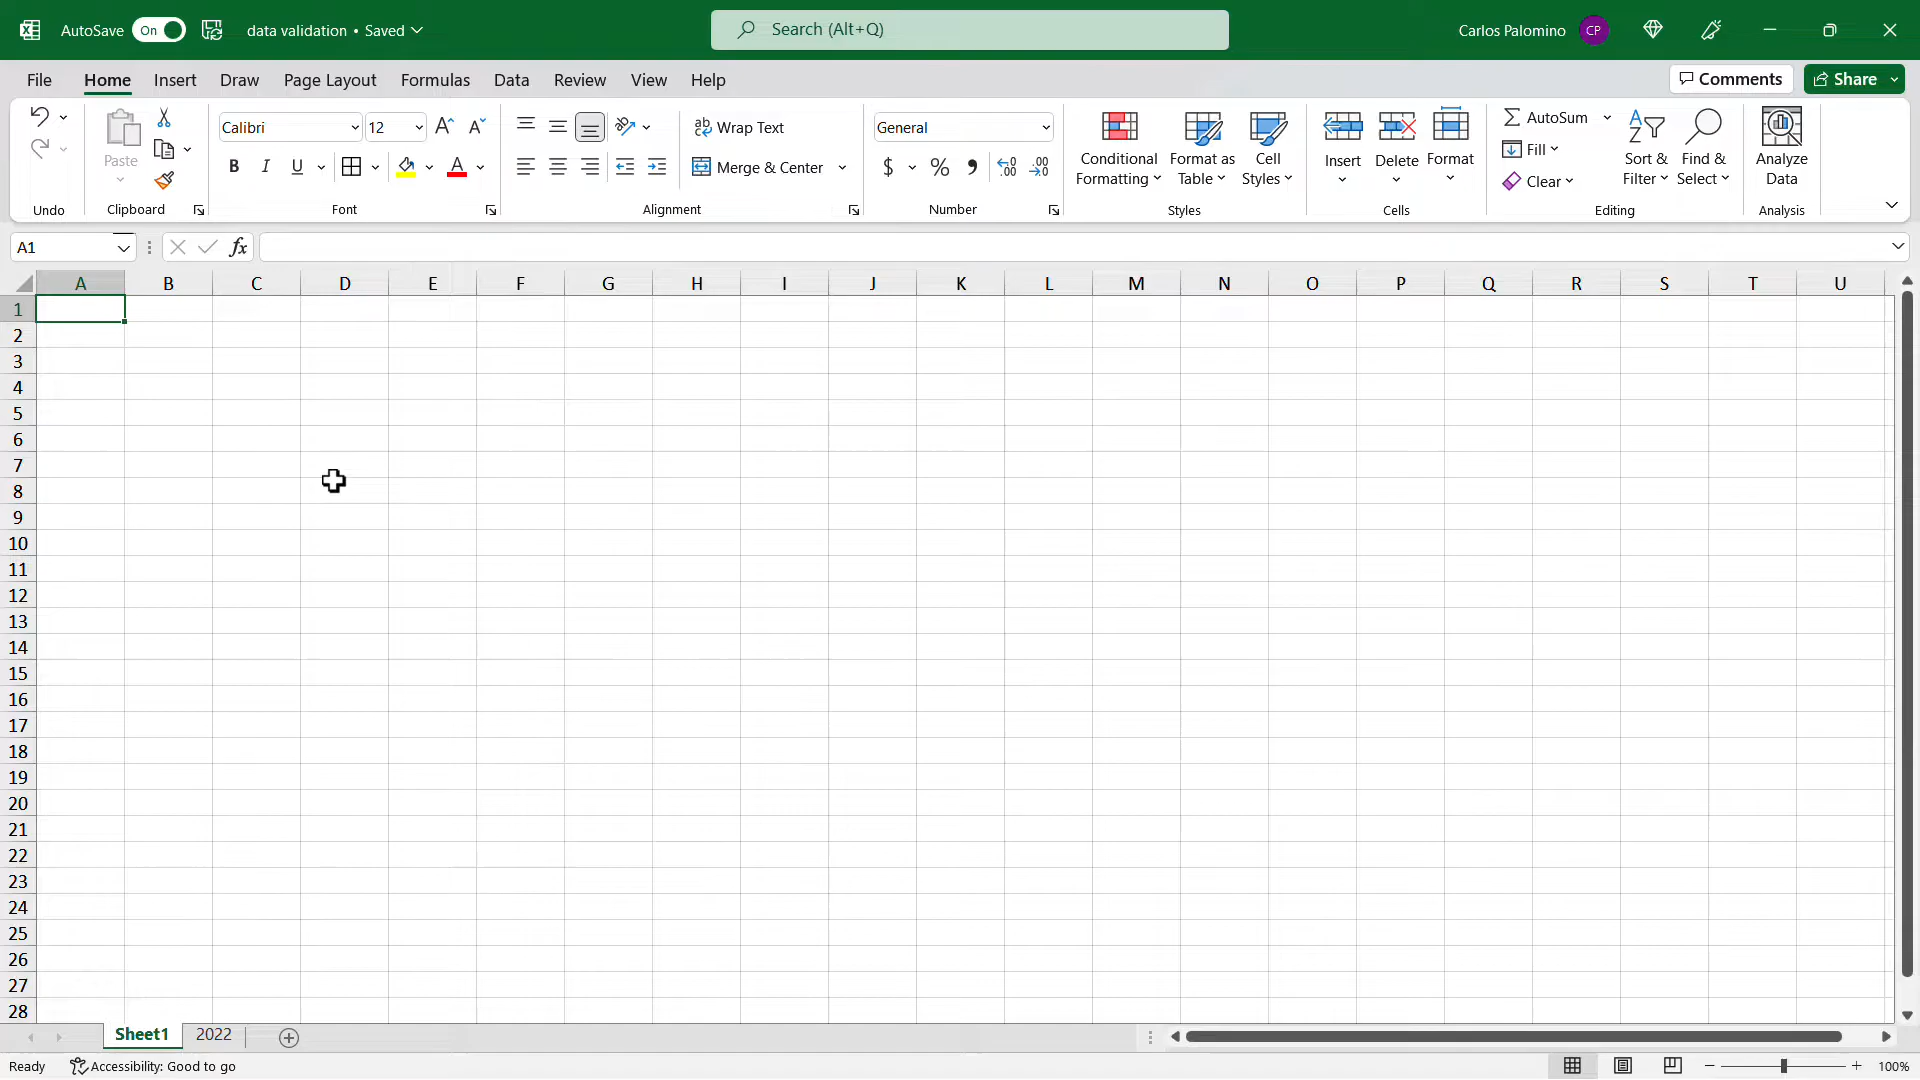 AutoSave On data validation • Saved Search (Alt+Q) Carlos Palomino CP
File Home Insert Draw Page Layout Formulas Data Review View Help Comments Share
Calibri 12 Wrap Text General AutoSum
Paste Conditional Formatting Format as Table Cell Styles Insert Delete Format Fill Sort & Filter Find & Select Analyze Data
B I U A Merge & Center $ % Clear
Undo Clipboard Font Alignment Number Styles Cells Editing Analysis
A1 fx
A B C D E F G H I J K L M N O P Q R S T U
1
2
3
4
5
6
7
8
9
10
11
12
13
14
15
16
17
18
19
20
21
22
23
24
25
26
27
28
Sheet1 2022
Ready Accessibility: Good to go 100%